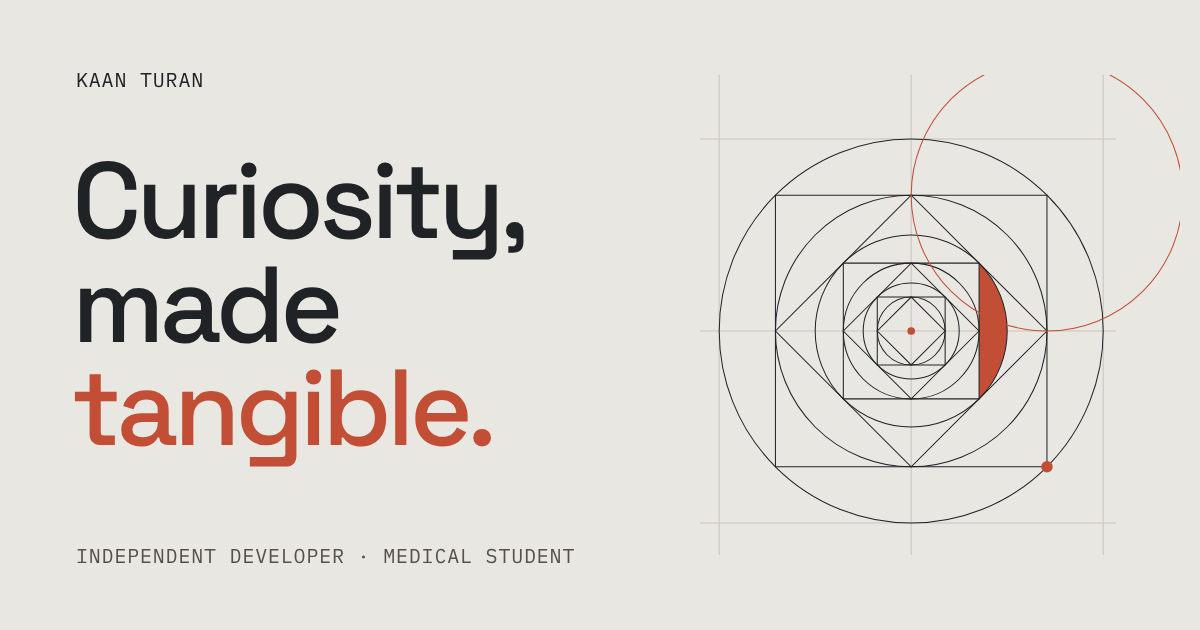 KAAN TURAN
Curiosity,
made
tangible.
INDEPENDENT DEVELOPER · MEDICAL STUDENT